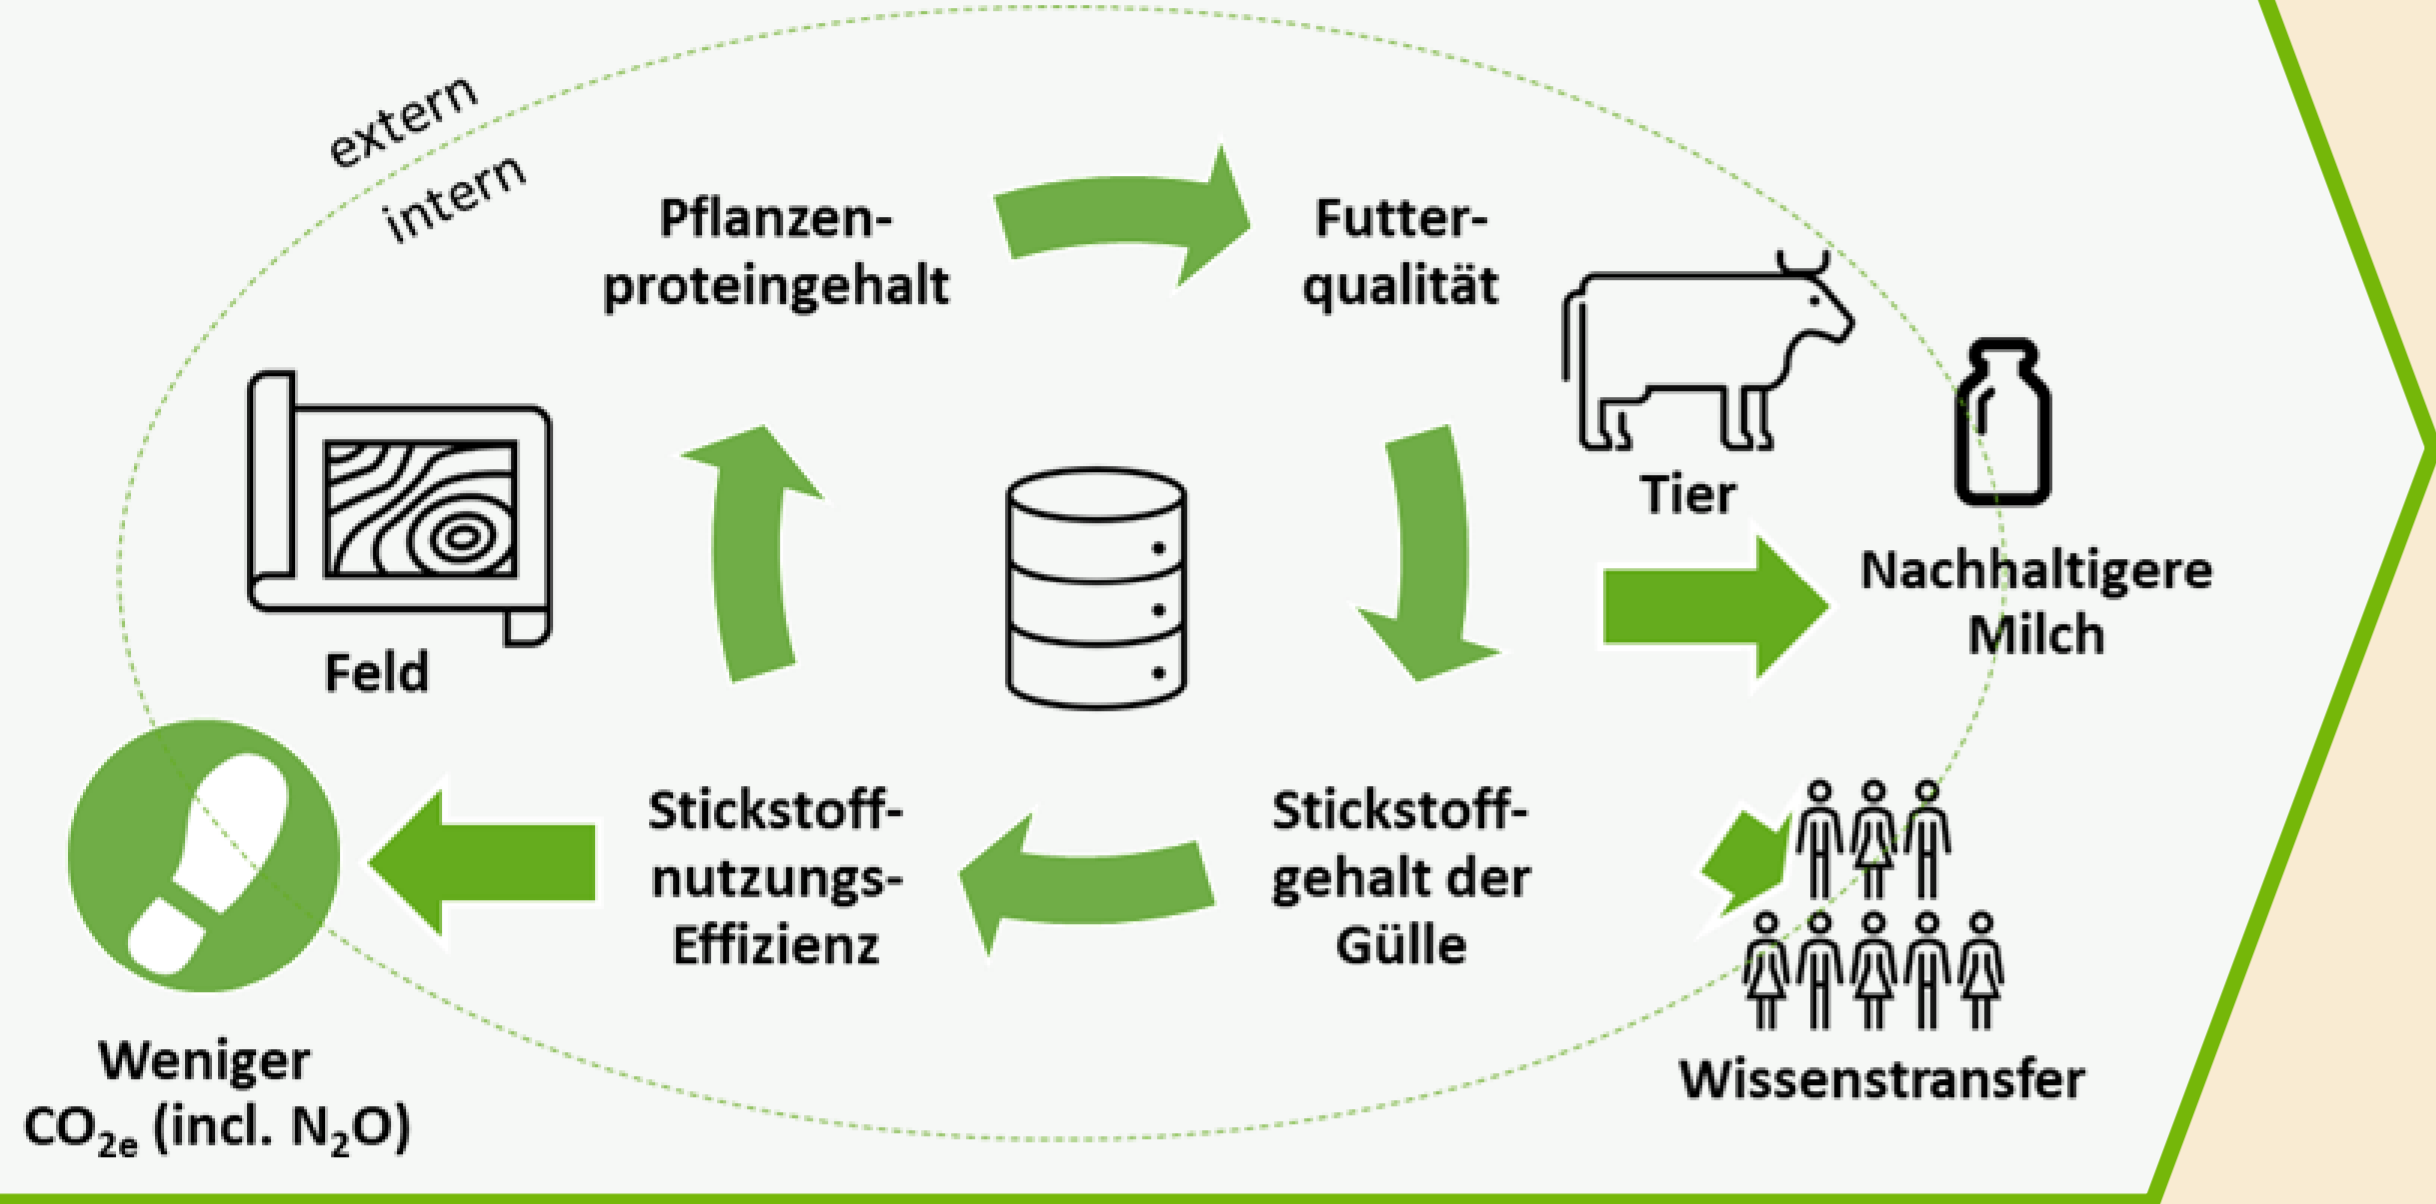 extern
intern
Pflanzen-
proteingehalt
Futter-
qualität
Tier
Feld
Nachhaltigere
Milch
Stickstoff-
nutzungs-
Effizienz
Stickstoff-
gehalt der
Gülle
Weniger
CO₂e (incl. N₂O)
Wissenstransfer